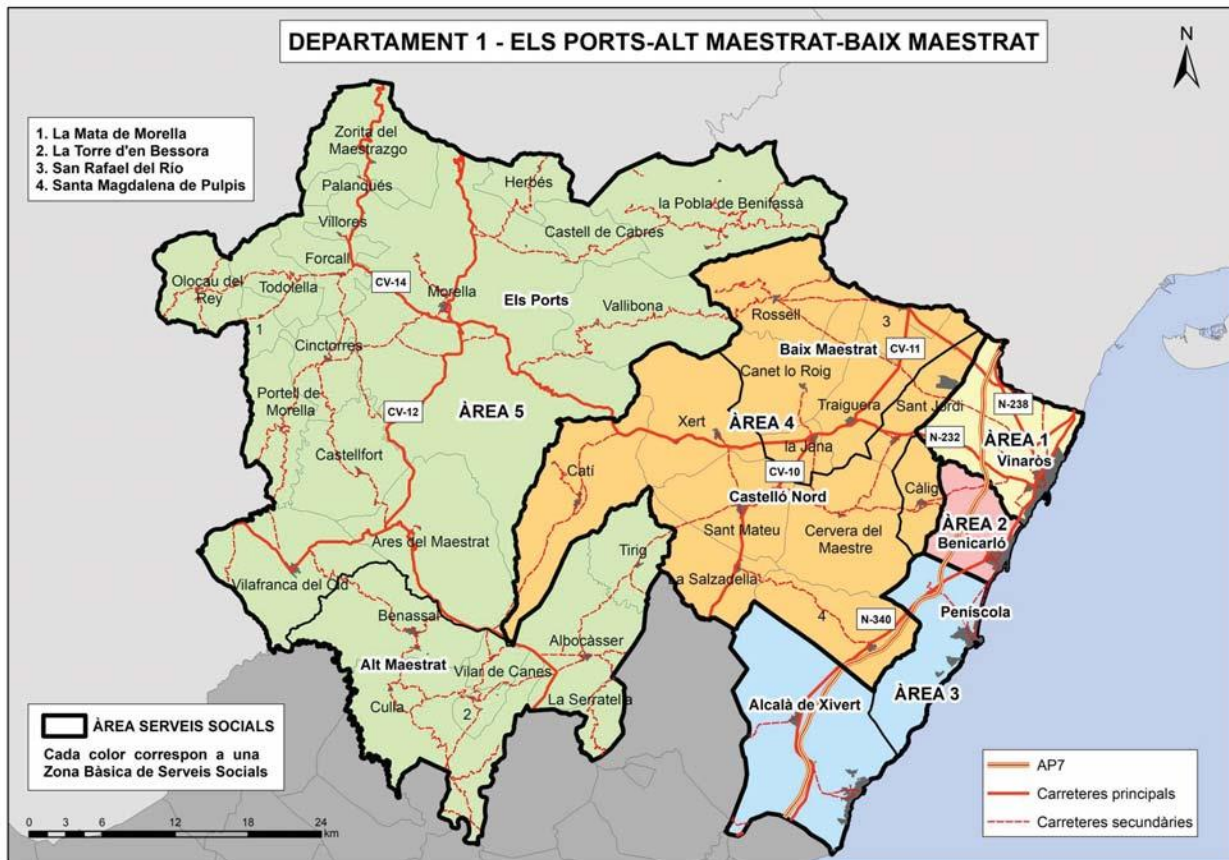 DEPARTAMENT 1 - ELS PORTS-ALT MAESTRAT-BAIX MAESTRAT
N
1. La Mata de Morella
2. La Torre d'en Bessora
3. San Rafael del Río
4. Santa Magdalena de Pulpis
Zorita del
Maestrazgo
Herbés
Palanqués
la Pobla de Benifassà
Villores
Castell de Cabres
Forcall
Olocau del
Rey
Todolella
CV-14
Morella
Els Ports
Vallibona
Rossell
3
1
Cinctorres
Baix Maestrat
CV-11
Canet lo Roig
Portell de
Morella
CV-12
ÀREA 5
Sant Jordi
N-238
Xert
ÀREA 4
Traiguera
N-232
ÀREA 1
Vinaròs
la Jana
Castellfort
Catí
CV-10
Càlig
Castelló Nord
ÀREA 2
Benicarló
Sant Mateu
Cervera del
Maestre
Ares del Maestrat
Tirig
Vilafranca del Cid
La Salzadella
Benassal
4
N-340
Peníscola
Albocàsser
Alt Maestrat
Vilar de Canes
ÀREA 3
Culla
2
La Serratella
Alcalà de Xivert
ÀREA SERVEIS SOCIALS
Cada color correspon a una
Zona Bàsica de Serveis Socials
AP7
Carreteres principals
Carreteres secundàries
0 3 6 12 18 24
km